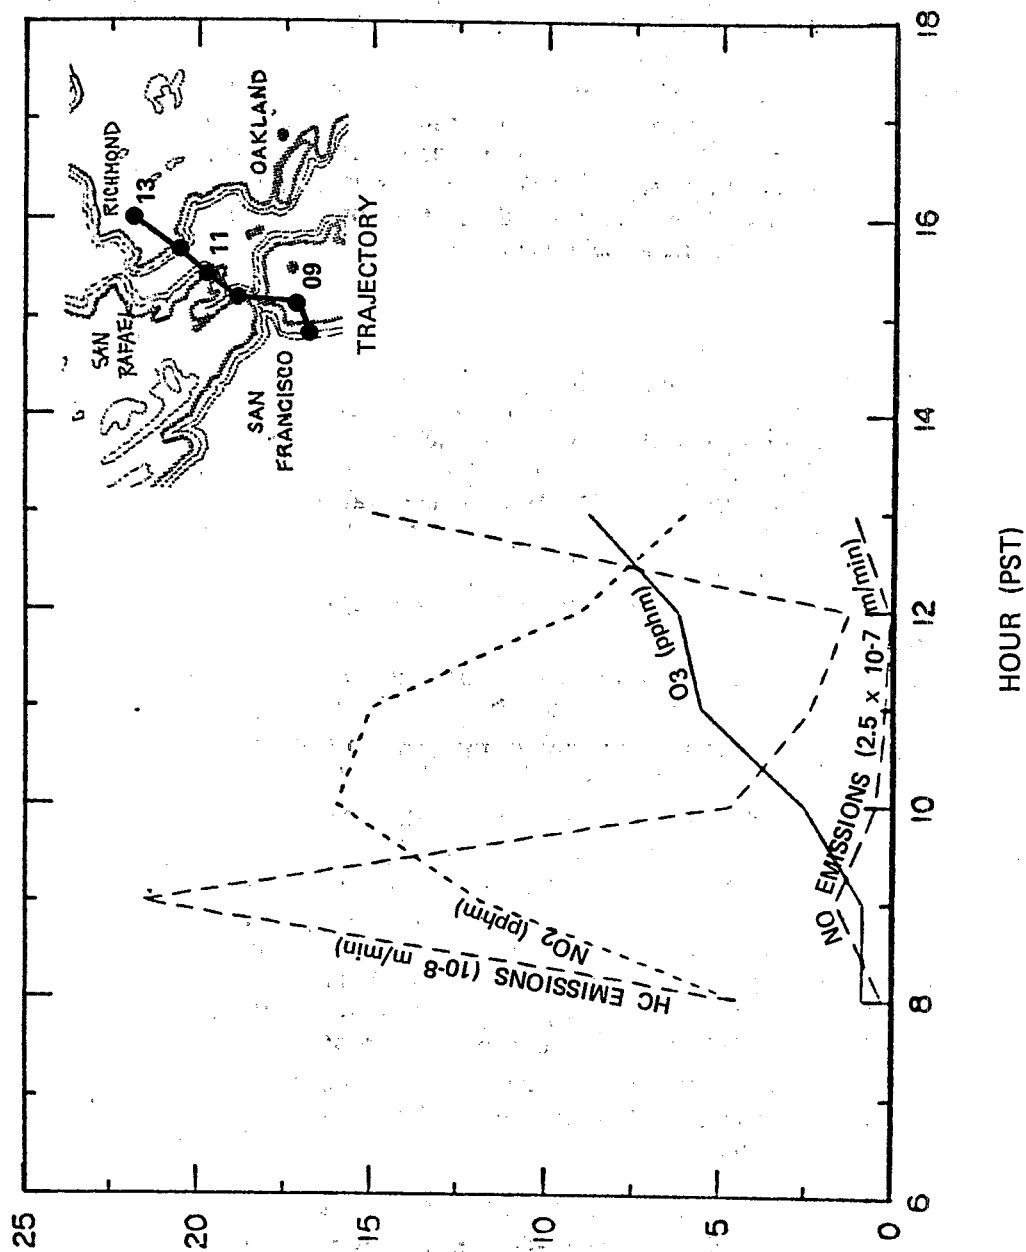 25
20
15
10
5
0
6
8
10
12
14
16
18
HOUR (PST)
HC EMISSIONS (10-8 m/min)
NO2 (pphm)
NO EMISSIONS (2.5 x 10-7 m/min)
O3 (pphm)
SAN
RAFAEL
RICHMOND
SAN
FRANCISCO
OAKLAND
09
11
13
TRAJECTORY